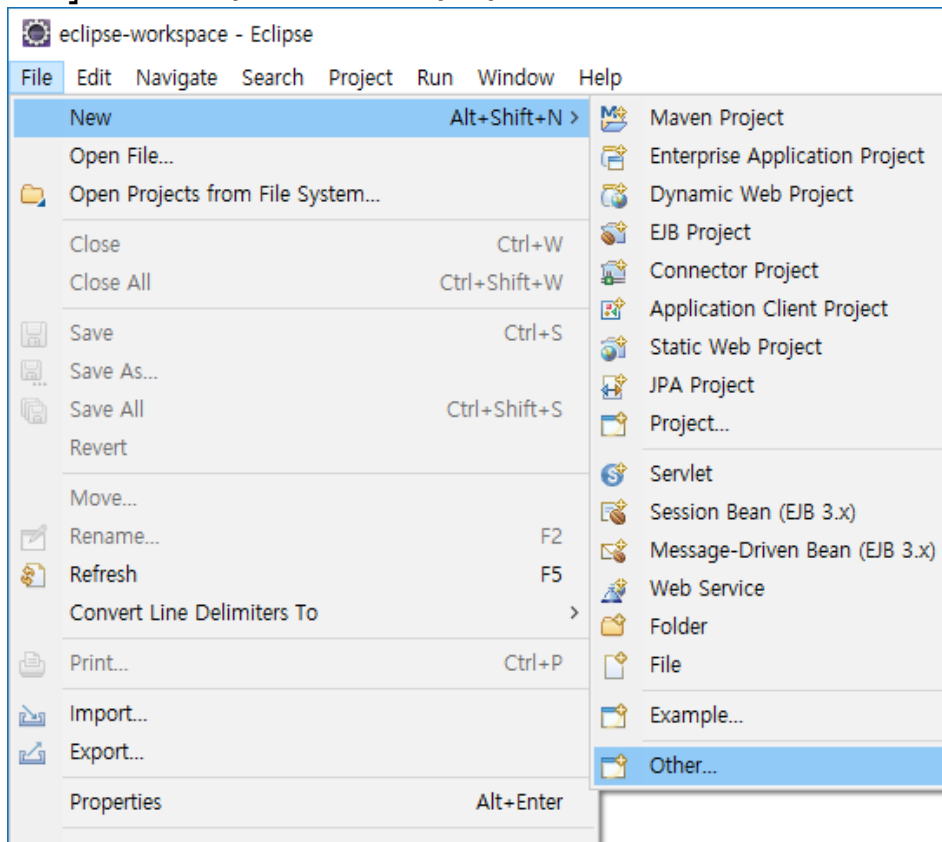 eclipse-workspace - Eclipse
File Edit Navigate Search Project Run Window Help
New Alt+Shift+N >
Open File...
Open Projects from File System...
Close Ctrl+W
Close All Ctrl+Shift+W
Save Ctrl+S
Save As...
Save All Ctrl+Shift+S
Revert
Move...
Rename... F2
Refresh F5
Convert Line Delimiters To >
Print... Ctrl+P
Import...
Export...
Properties Alt+Enter
Maven Project
Enterprise Application Project
Dynamic Web Project
EJB Project
Connector Project
Application Client Project
Static Web Project
JPA Project
Project...
Servlet
Session Bean (EJB 3.x)
Message-Driven Bean (EJB 3.x)
Web Service
Folder
File
Example...
Other...